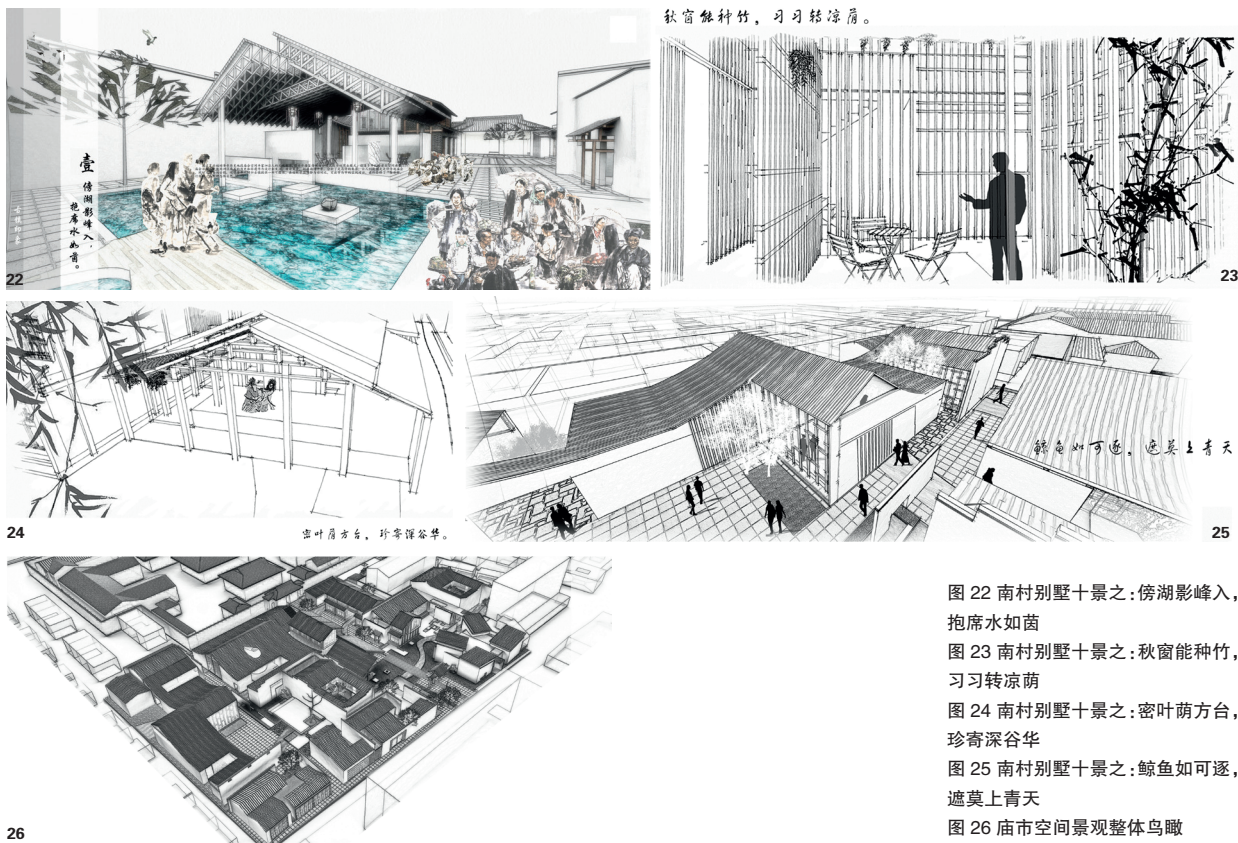 秋窗能种竹，习习转凉荫。
壹
傍湖影峰入，
抱席水如茵。
22
23
24
密叶荫方台，珍寄深谷华。
鲸鱼如可逐，遮莫上青天
25
26
图 22 南村别墅十景之：傍湖影峰入，
抱席水如茵
图 23 南村别墅十景之：秋窗能种竹，
习习转凉荫
图 24 南村别墅十景之：密叶荫方台，
珍寄深谷华
图 25 南村别墅十景之：鲸鱼如可逐，
遮莫上青天
图 26 庙市空间景观整体鸟瞰